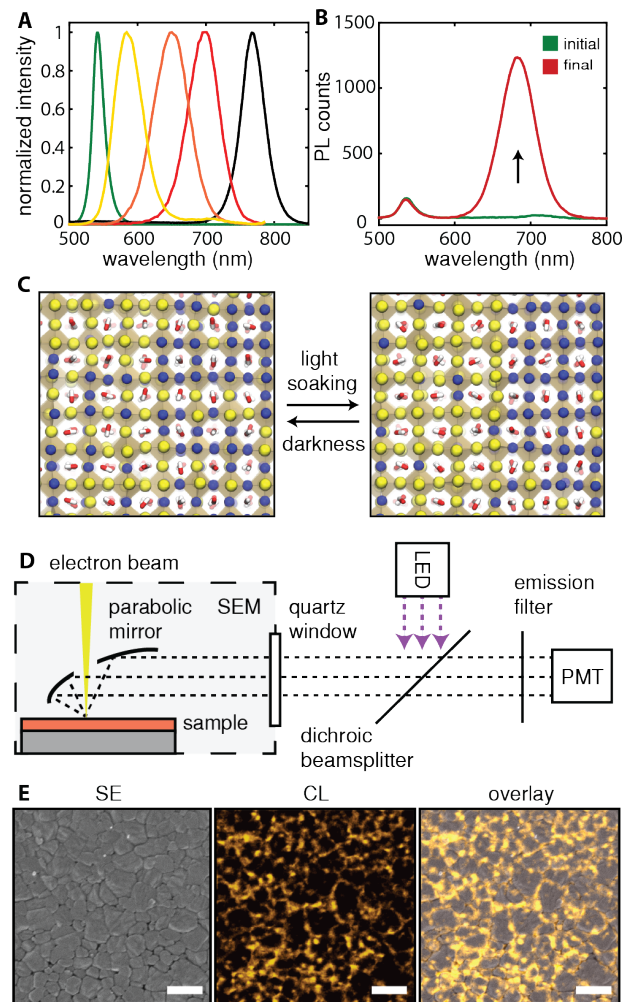 A
normalized intensity
1
0.8
0.6
0.4
0.2
0
500
600
700
800
wavelength (nm)
B
PL counts
1500
1000
500
0
initial
final
500
600
700
800
wavelength (nm)
C
light
soaking
darkness
D
electron beam
parabolic
mirror
SEM
quartz
window
LED
emission
filter
PMT
sample
dichroic
beamsplitter
E
SE
CL
overlay